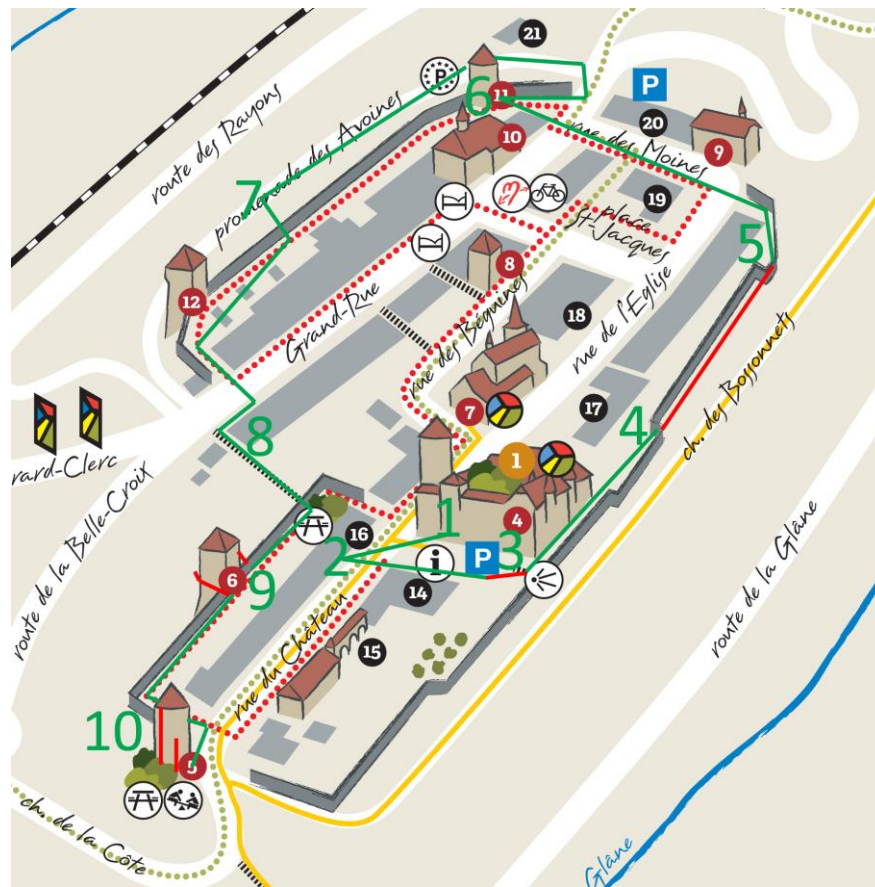 21
P
6
11
P
20
10
rue des Moines
9
route des Rayons
promenade des Avoines
7
19
place
St-Jacques
5
12
8
Grand-Rue
rue des Béguines
18
rue de l'Eglise
ch. des Bossonnets
7
17
4
rard-Clerc
8
1
4
route de la Belle-Croix
1
16
2
P
3
i
14
6
9
15
route de la Glâne
rue du Château
10
5
ch. de la Côte
Glâne